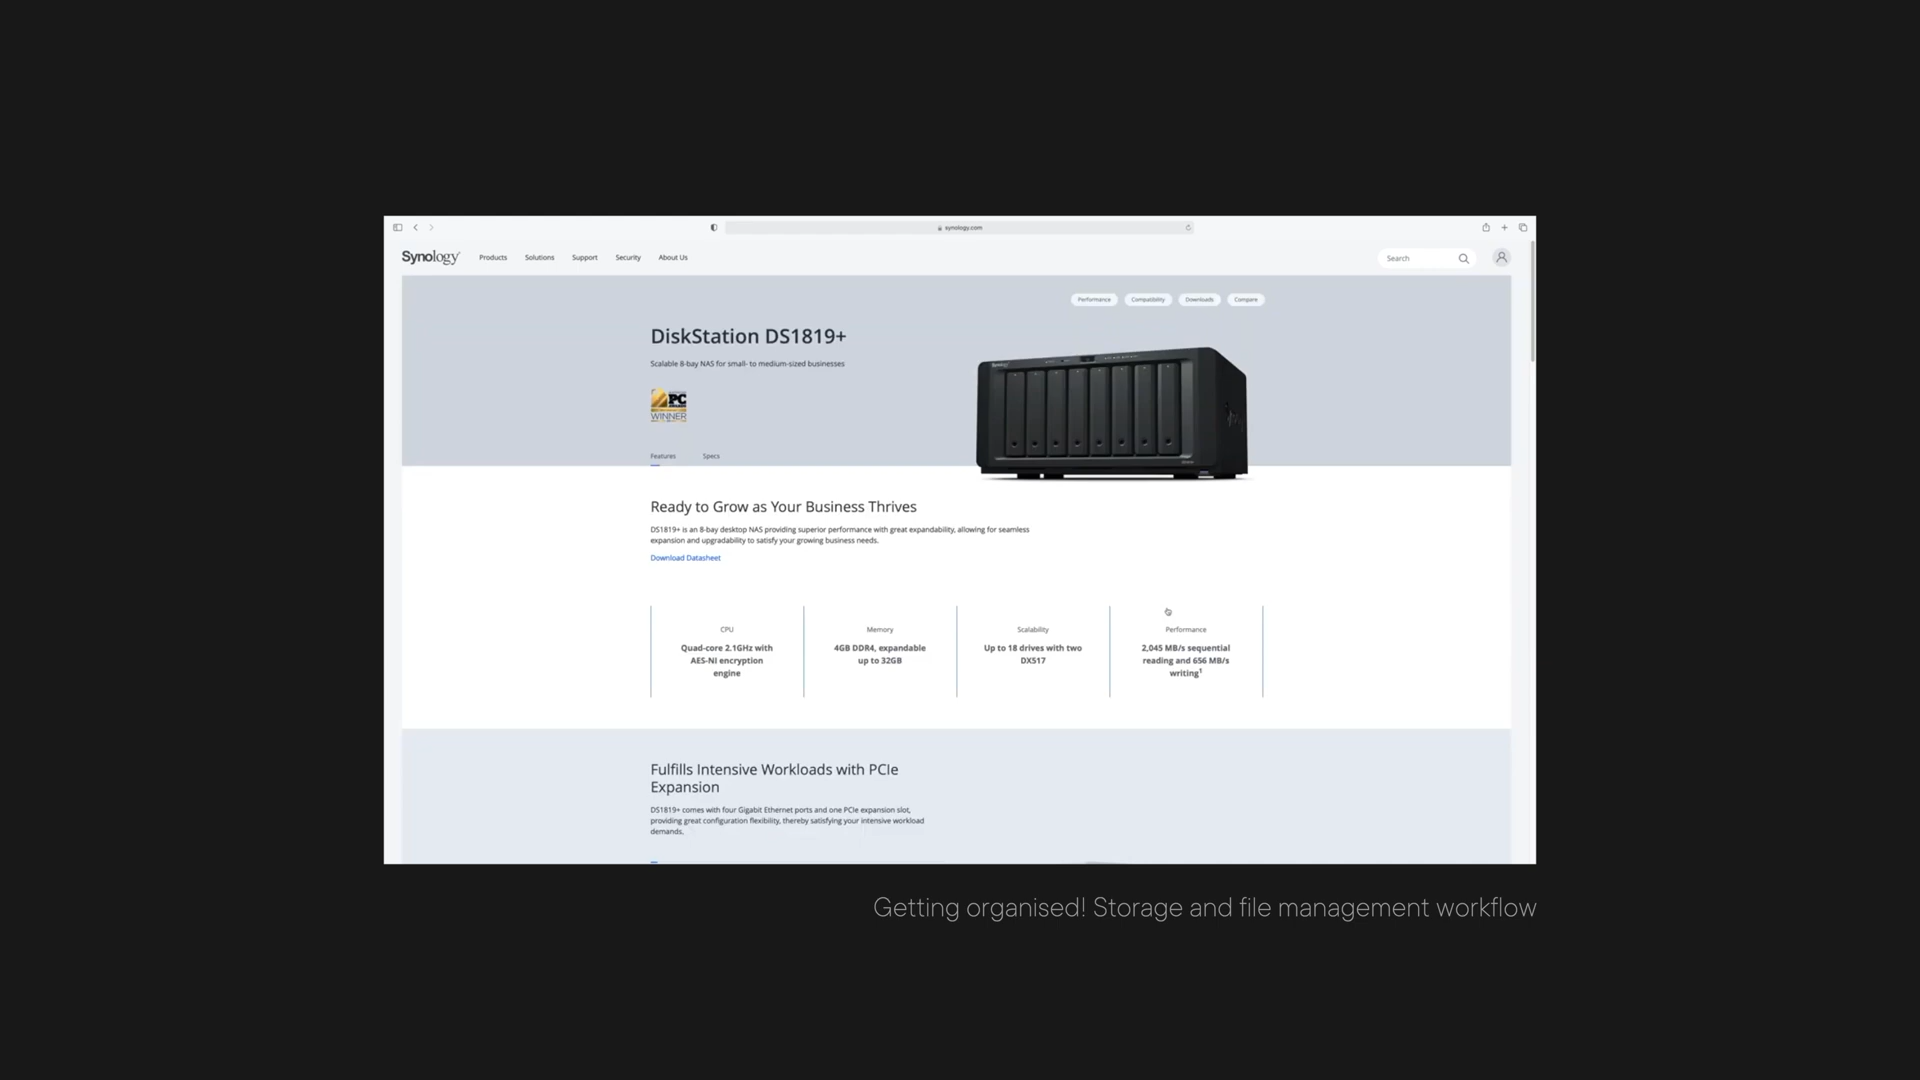 synology.com
Synology
Products
Solutions
Support
Security
About Us
Search
Performance
Compatibility
Downloads
Compare
DiskStation DS1819+
Scalable 8-bay NAS for small- to medium-sized businesses
PC
WINNER
Features
Specs
Synology
Ready to Grow as Your Business Thrives
DS1819+ is an 8-bay desktop NAS providing superior performance with great expandability, allowing for seamless
expansion and upgradability to satisfy your growing business needs.
Download Datasheet
CPU
Quad-core 2.1GHz with
AES-NI encryption
engine
Memory
4GB DDR4, expandable
up to 32GB
Scalability
Up to 18 drives with two
DX517
Performance
2,045 MB/s sequential
reading and 656 MB/s
writing¹
Fulfills Intensive Workloads with PCIe
Expansion
DS1819+ comes with four Gigabit Ethernet ports and one PCIe expansion slot,
providing great configuration flexibility, thereby satisfying your intensive workload
demands.
Getting organised! Storage and file management workflow